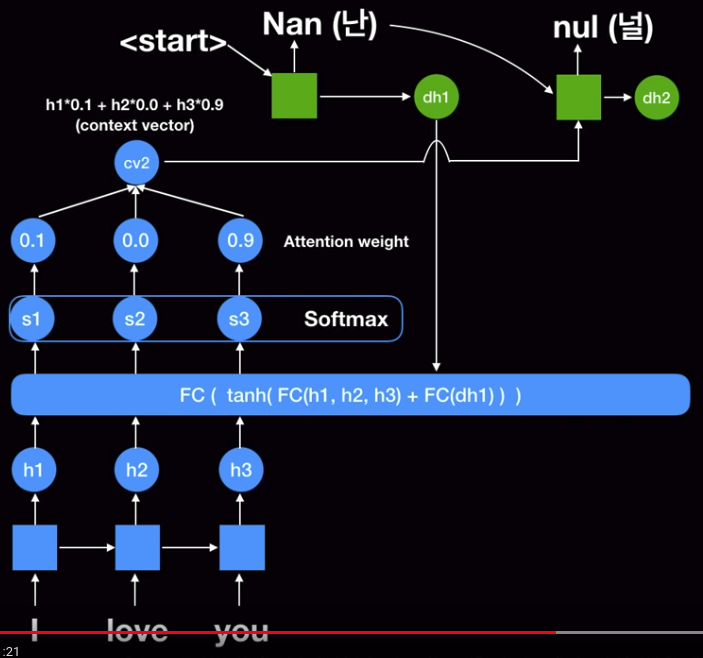 <start>
Nan (난)
nul (널)
dh1
dh2
h1*0.1 + h2*0.0 + h3*0.9
(context vector)
cv2
0.1
0.0
0.9
Attention weight
s1
s2
s3
Softmax
FC ( tanh( FC(h1, h2, h3) + FC(dh1) ) )
h1
h2
h3
I
love
you
:21